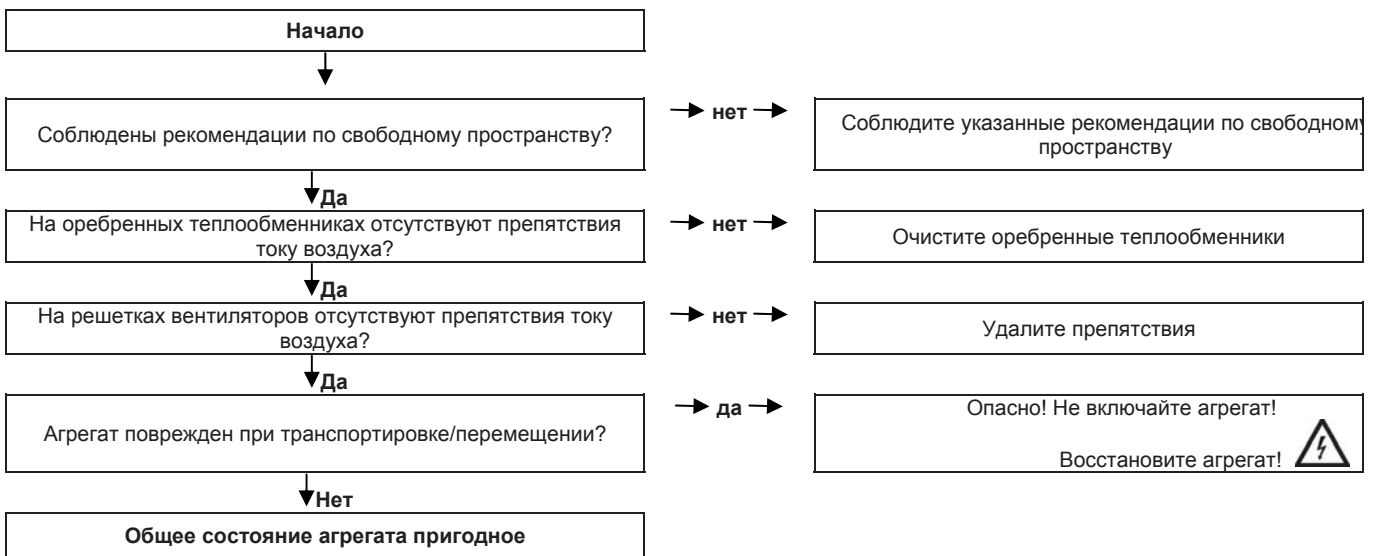 Начало
Соблюдены рекомендации по свободному пространству?
нет
Соблюдите указанные рекомендации по свободному
пространству
Да
На оребренных теплообменниках отсутствуют препятствия
току воздуха?
нет
Очистите оребренные теплообменники
Да
На решетках вентиляторов отсутствуют препятствия току
воздуха?
нет
Удалите препятствия
Да
Агрегат поврежден при транспортировке/перемещении?
да
Опасно! Не включайте агрегат!
Восстановите агрегат!
Нет
Общее состояние агрегата пригодное